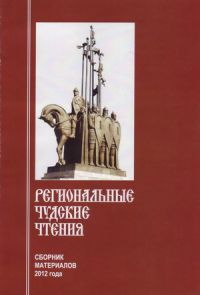 РЕГИОНАЛЬНЫЕ
ЧУДСКИЕ
ЧТЕНИЯ
СБОРНИК
МАТЕРИАЛОВ
2012 года